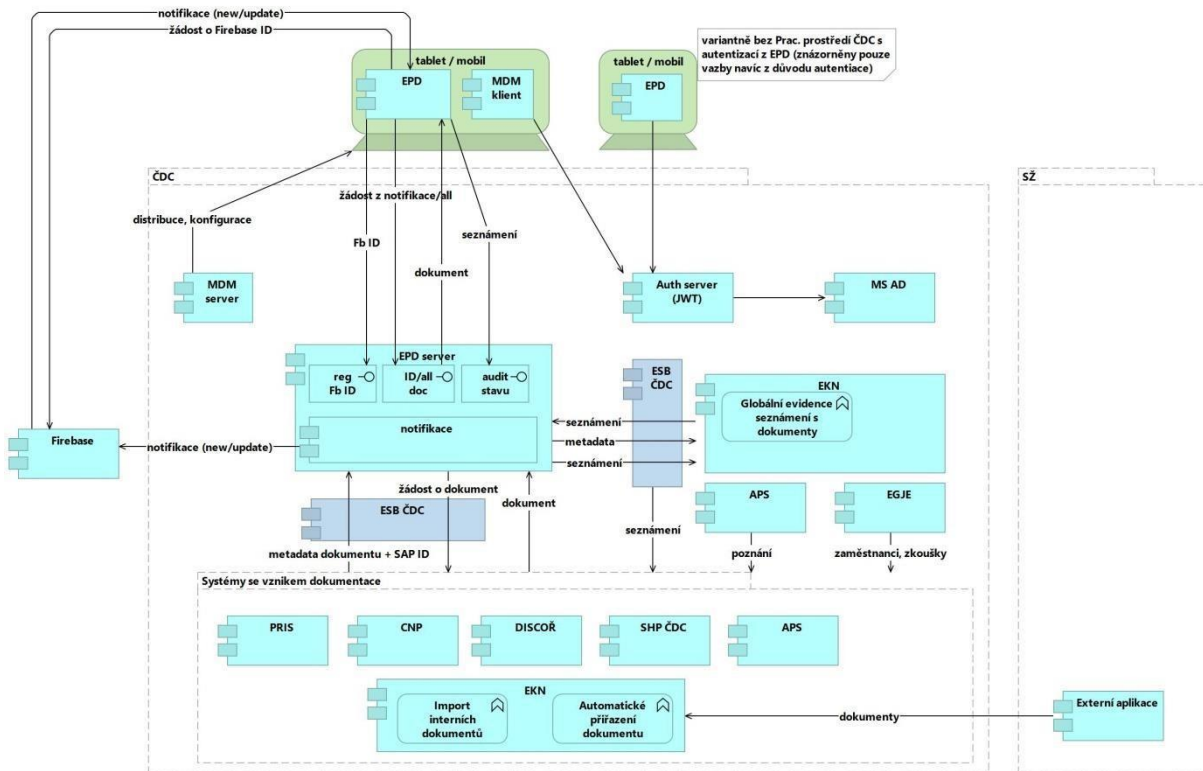 notifikace (new/update)
žádost o Firebase ID
tablet / mobil
EPD
MDM
klient
tablet / mobil
EPD
variantně bez Prac. prostředí ČDC s
autentizací z EPD (znázorněny pouze
vazby navíc z důvodu autentiace)
ČDC
SŽ
žádost z notifikace/all
distribuce, konfigurace
Fb ID
seznámení
dokument
MDM
server
Auth server
(JWT)
MS AD
EPD server
reg
Fb ID
ID/all
doc
audit
stavu
notifikace
ESB
ČDC
EKN
Globální evidence
seznámení s
dokumenty
seznámení
metadata
seznámení
Firebase
notifikace (new/update)
žádost o dokument
dokument
ESB ČDC
metadata dokumentu + SAP ID
seznámení
APS
poznání
EGJE
zaměstnanci, zkoušky
Systémy se vznikem dokumentace
PRIS
CNP
DISCOŘ
SHP ČDC
APS
EKN
Import
interních
dokumentů
Automatické
přiřazení
dokumentu
dokumenty
Externí aplikace